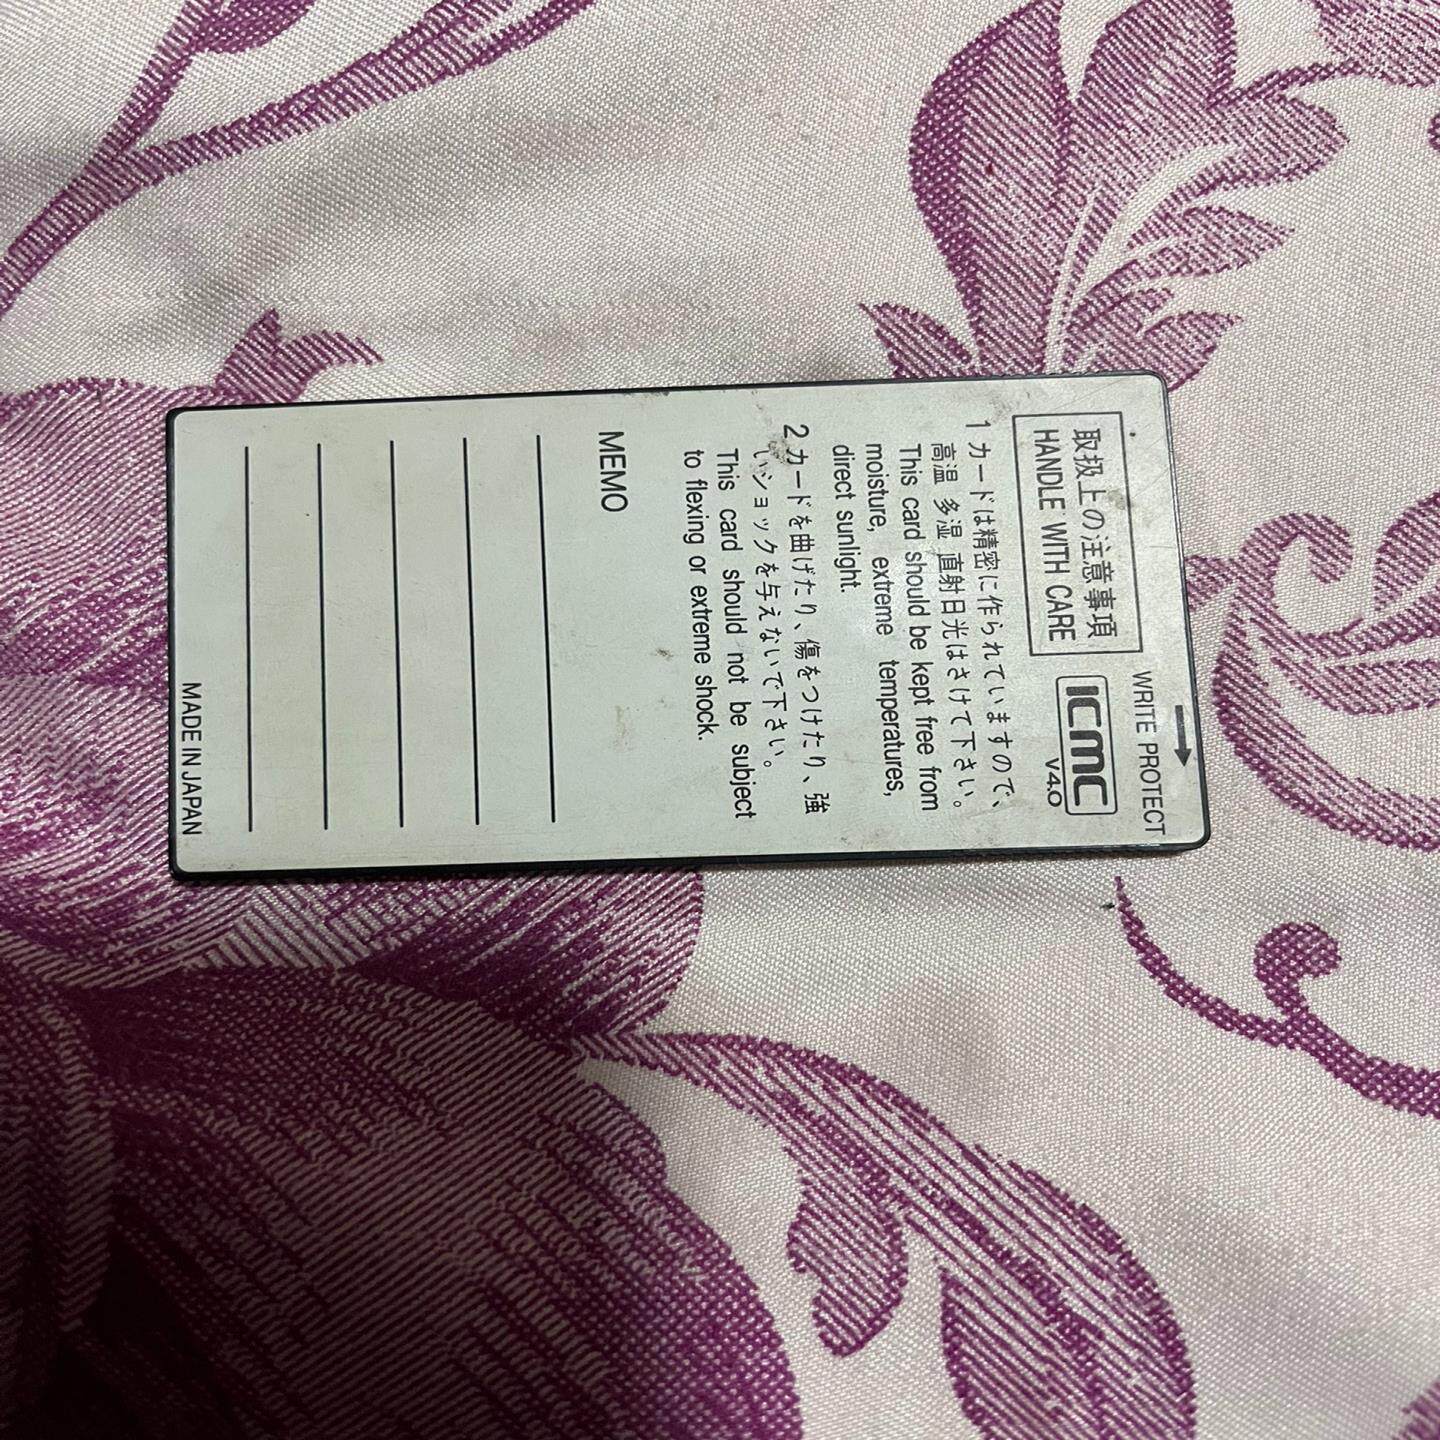 WRITE PROTECT
取扱上の注意事項
HANDLE WITH CARE
ICMC
V4.0
1 カードは精密に作られていますので、
高温 多湿 直射日光はさけて下さい。
This card should be kept free from
moisture, extreme temperatures,
direct sunlight.
2 カードを曲げたり、傷をつけたり、強
いショックを与えないで下さい。
This card should not be subject
to flexing or extreme shock.
MEMO
MADE IN JAPAN